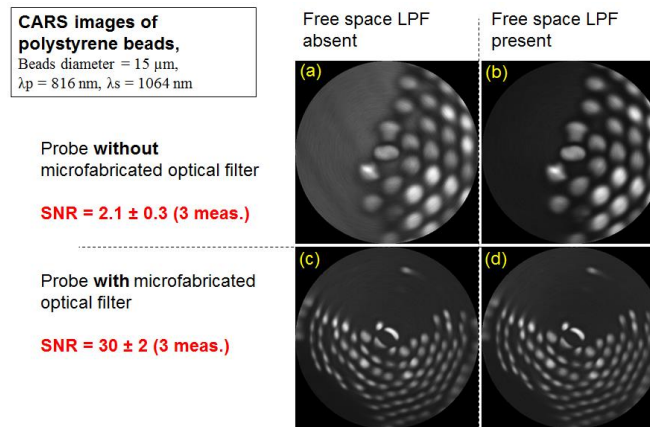 CARS images of
polystyrene beads,
Beads diameter = 15 μm,
λp = 816 nm, λs = 1064 nm
Free space LPF
absent
Free space LPF
present
(a)
(b)
Probe without
microfabricated optical filter
SNR = 2.1 ± 0.3 (3 meas.)
(c)
(d)
Probe with microfabricated
optical filter
SNR = 30 ± 2 (3 meas.)